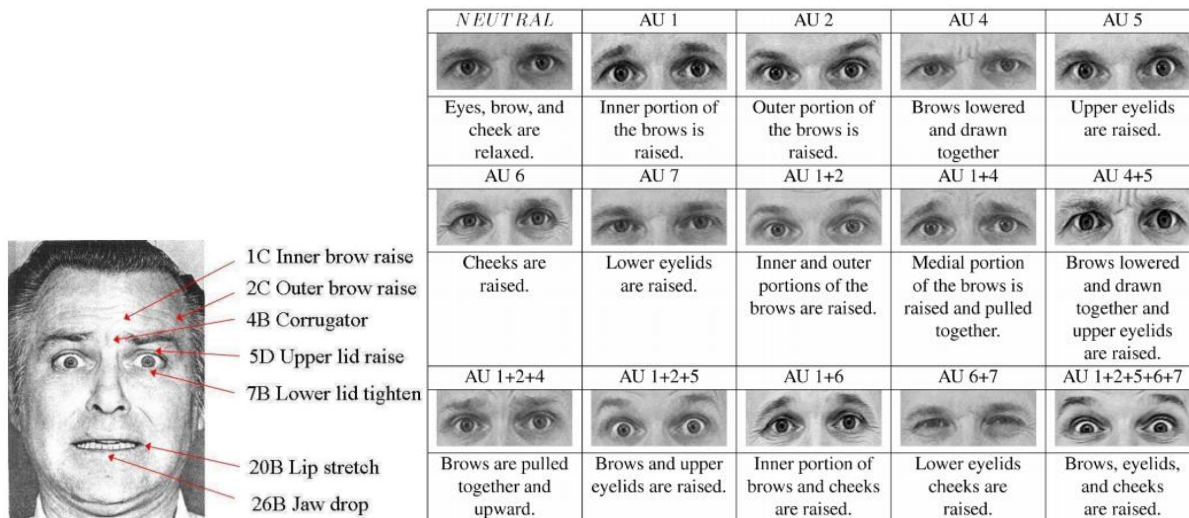 1C Inner brow raise
2C Outer brow raise
4B Corrugator
5D Upper lid raise
7B Lower lid tighten
20B Lip stretch
26B Jaw drop
NEUTRAL AU 1 AU 2 AU 4 AU 5
Eyes, brow, and Inner portion of Outer portion of Brows lowered Upper eyelids
cheek are the brows is the brows is and drawn are raised.
relaxed. raised. raised. together
AU 6 AU 7 AU 1+2 AU 1+4 AU 4+5
Cheeks are Lower eyelids Inner and outer Medial portion Brows lowered
raised. are raised. portions of the of the brows is and drawn
brows are raised. raised and pulled together and
together. upper eyelids
are raised.
AU 1+2+4 AU 1+2+5 AU 1+6 AU 6+7 AU 1+2+5+6+7
Brows are pulled Brows and upper Inner portion of Lower eyelids Brows, eyelids,
together and eyelids are raised. brows and cheeks cheeks are and cheeks
upward. are raised. raised. are raised.